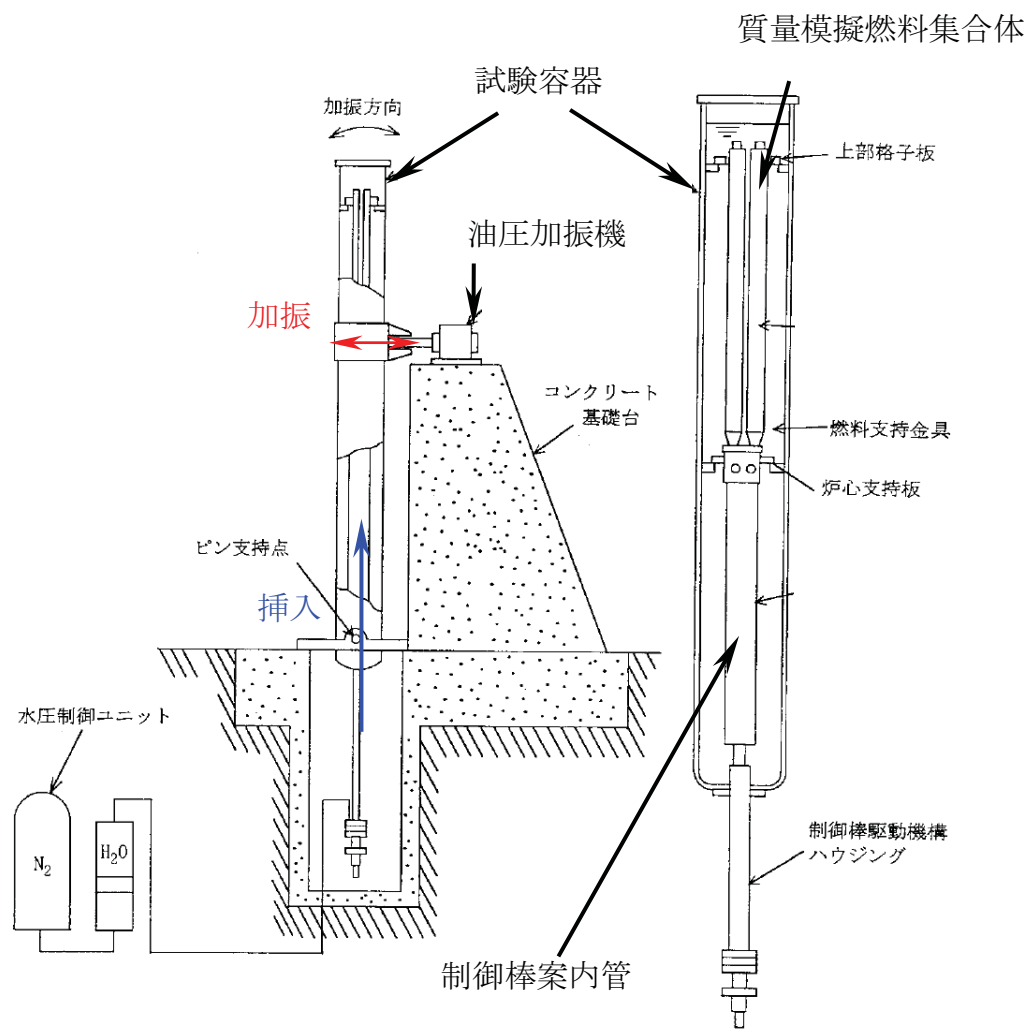 質量模擬燃料集合体
試験容器
加振方向
上部格子板
油圧加振機
加振
コンクリート
基礎台
燃料支持金具
炉心支持板
ピン支持点
挿入
水圧制御ユニット
N₂
H₂O
制御棒駆動機構
ハウジング
制御棒案内管